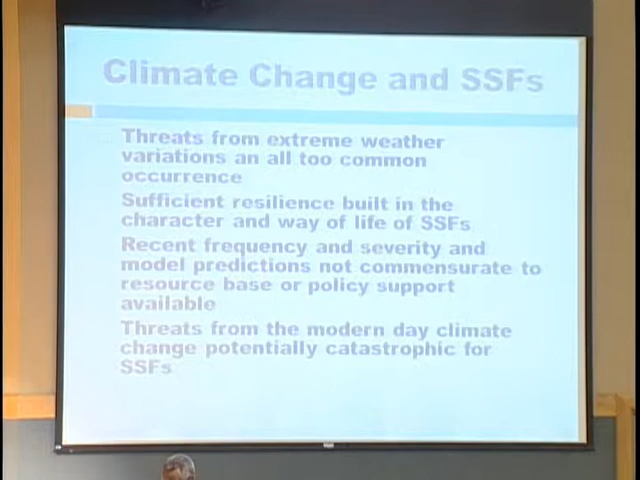 Climate Change and SSFs
Threats from extreme weather
variations an all too common
occurrence
Sufficient resilience built in the
character and way of life of SSFs
Recent frequency and severity and
model predictions not commensurate to
resource base or policy support
available
Threats from the modern day climate
change potentially catastrophic for
SSFs